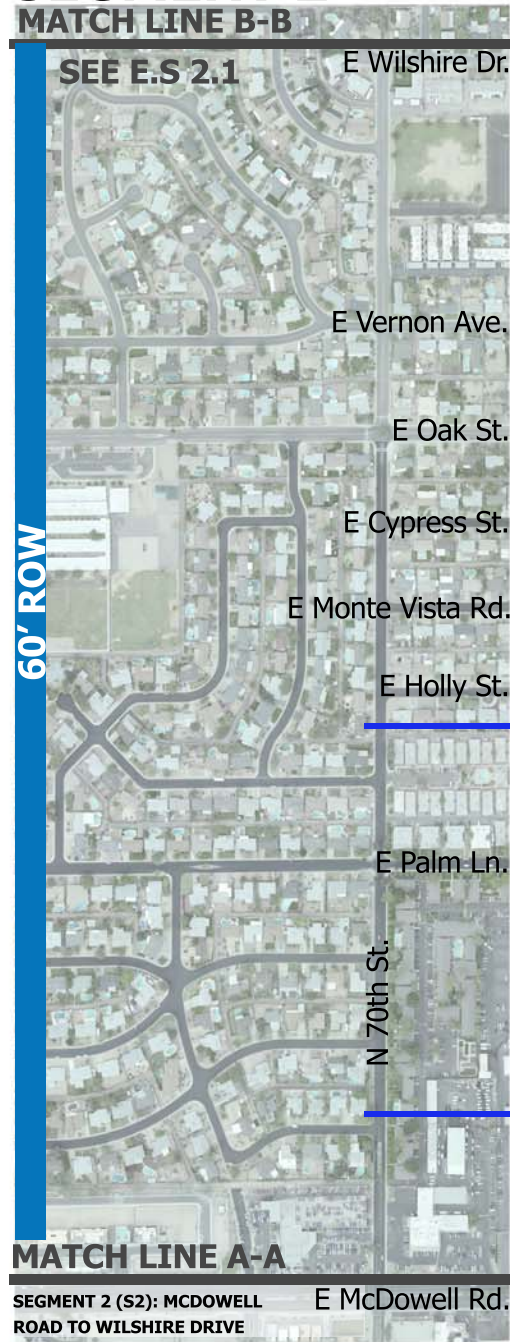 MATCH LINE B-B
SEE E.S 2.1
E Wilshire Dr.
E Vernon Ave.
E Oak St.
E Cypress St.
60' ROW
E Monte Vista Rd.
E Holly St.
E Palm Ln.
N 70th St.
MATCH LINE A-A
SEGMENT 2 (S2): MCDOWELL
ROAD TO WILSHIRE DRIVE
E McDowell Rd.